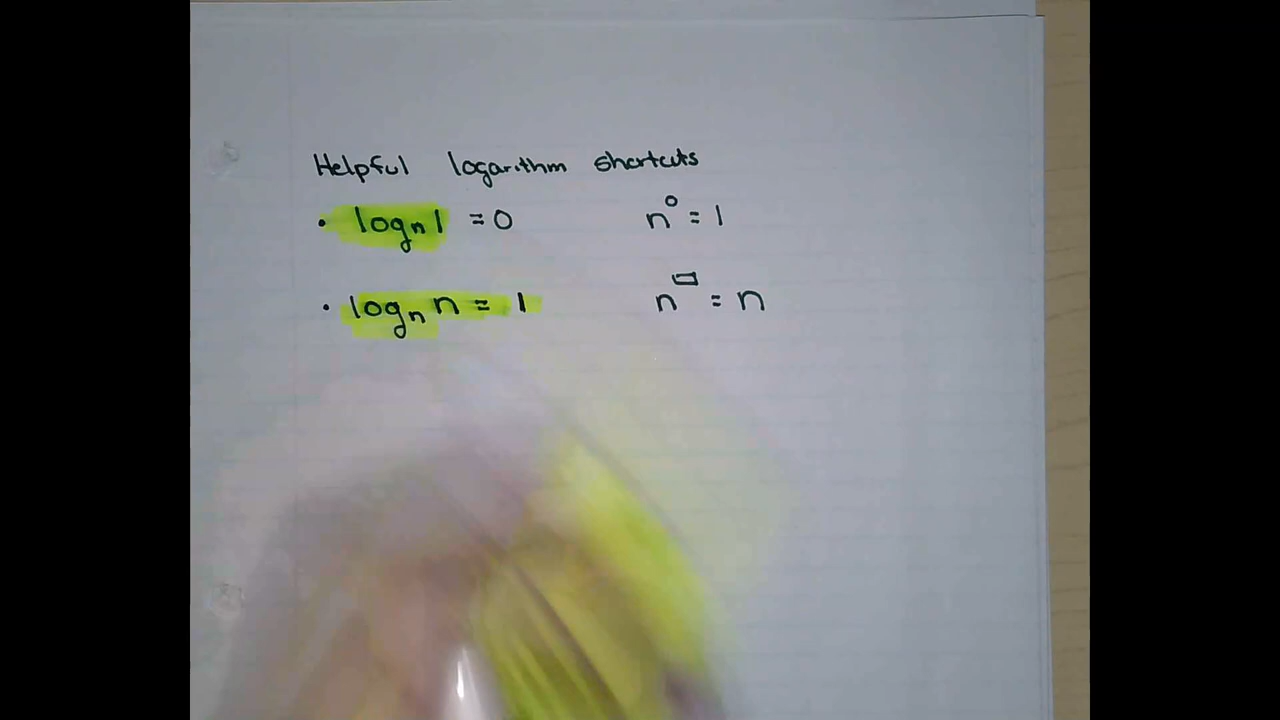 Helpful logarithm shortcuts
• logₙ1 = 0 n⁰ = 1
• logₙn = 1 n^□ = n